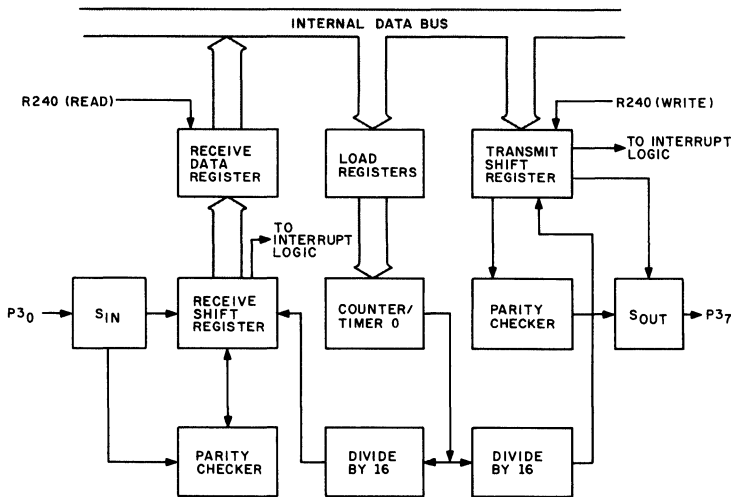 INTERNAL DATA BUS
R240 (READ)
R240 (WRITE)
RECEIVE
DATA
REGISTER
LOAD
REGISTERS
TRANSMIT
SHIFT
REGISTER
TO INTERRUPT
LOGIC
TO
INTERRUPT
LOGIC
P3₀
S_IN
RECEIVE
SHIFT
REGISTER
COUNTER/
TIMER 0
PARITY
CHECKER
S_OUT
P3₇
PARITY
CHECKER
DIVIDE
BY 16
DIVIDE
BY 16